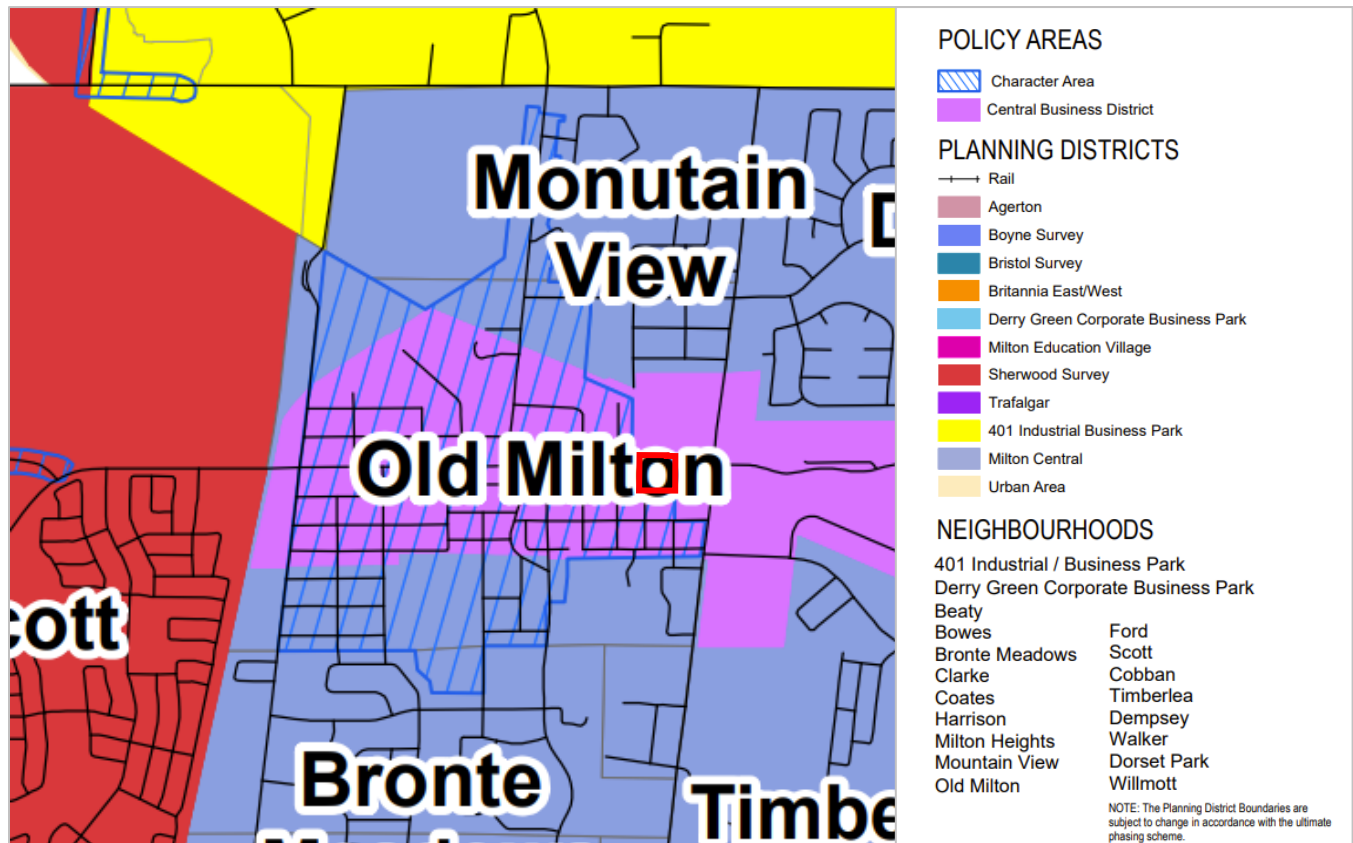 Monutain
View
D
Old Milton
cott
Bronte
Timbe
POLICY AREAS
Character Area
Central Business District
PLANNING DISTRICTS
Rail
Agerton
Boyne Survey
Bristol Survey
Britannia East/West
Derry Green Corporate Business Park
Milton Education Village
Sherwood Survey
Trafalgar
401 Industrial Business Park
Milton Central
Urban Area
NEIGHBOURHOODS
401 Industrial / Business Park
Derry Green Corporate Business Park
Beaty
Bowes
Bronte Meadows
Clarke
Coates
Harrison
Milton Heights
Mountain View
Old Milton
Ford
Scott
Cobban
Timberlea
Dempsey
Walker
Dorset Park
Willmott
NOTE: The Planning District Boundaries are
subject to change in accordance with the ultimate
phasing scheme.